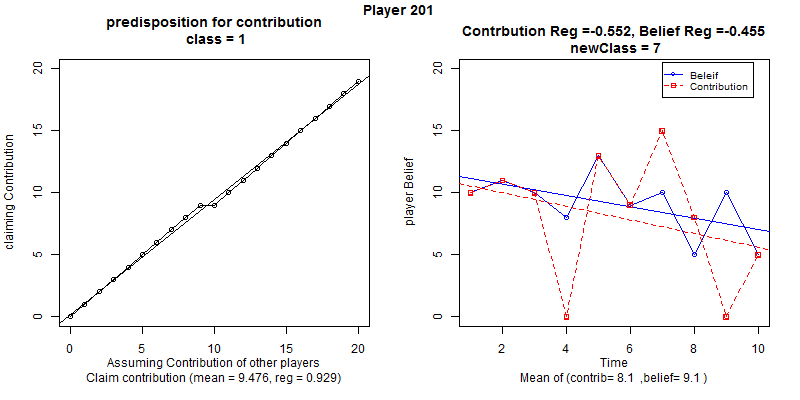 Player 201
predisposition for contribution
class = 1
claiming Contribution
20
15
10
5
0
0 5 10 15 20
Assuming Contribution of other players
Claim contribution (mean = 9.476, reg = 0.929)
Contrbution Reg =-0.552, Belief Reg =-0.455
newClass = 7
player Belief
20
15
10
5
0
Beleif
Contribution
2 4 6 8 10
Time
Mean of (contrib= 8.1 ,belief= 9.1 )